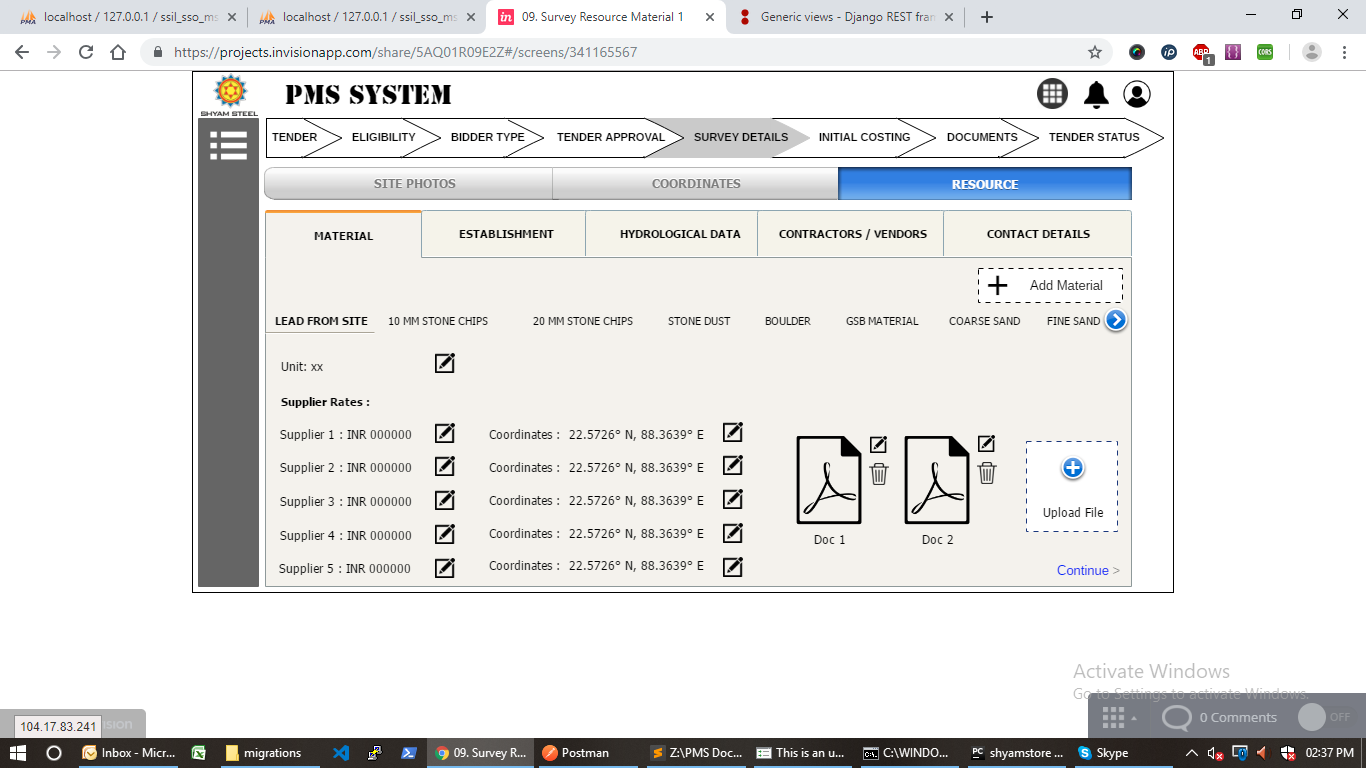 localhost / 127.0.0.1 / ssil_sso_ms
localhost / 127.0.0.1 / ssil_sso_ms
09. Survey Resource Material 1
Generic views - Django REST fran
https://projects.invisionapp.com/share/5AQ01R09E2Z#/screens/341165567
ABP
1
CORS
PMS SYSTEM
SHYAM STEEL
TENDER
ELIGIBILITY
BIDDER TYPE
TENDER APPROVAL
SURVEY DETAILS
INITIAL COSTING
DOCUMENTS
TENDER STATUS
SITE PHOTOS
COORDINATES
RESOURCE
MATERIAL
ESTABLISHMENT
HYDROLOGICAL DATA
CONTRACTORS / VENDORS
CONTACT DETAILS
Add Material
LEAD FROM SITE
10 MM STONE CHIPS
20 MM STONE CHIPS
STONE DUST
BOULDER
GSB MATERIAL
COARSE SAND
FINE SAND
Unit: xx
Supplier Rates :
Supplier 1 : INR 000000
Coordinates : 22.5726° N, 88.3639° E
Supplier 2 : INR 000000
Coordinates : 22.5726° N, 88.3639° E
Supplier 3 : INR 000000
Coordinates : 22.5726° N, 88.3639° E
Supplier 4 : INR 000000
Coordinates : 22.5726° N, 88.3639° E
Supplier 5 : INR 000000
Coordinates : 22.5726° N, 88.3639° E
Doc 1
Doc 2
Upload File
Continue >
Activate Windows
Go to Settings to activate Windows.
104.17.83.241
0 Comments
OFF
Inbox - Micr...
migrations
09. Survey R...
Postman
Z:\PMS Doc...
This is an u...
C:\WINDO...
shyamstore ...
Skype
02:37 PM